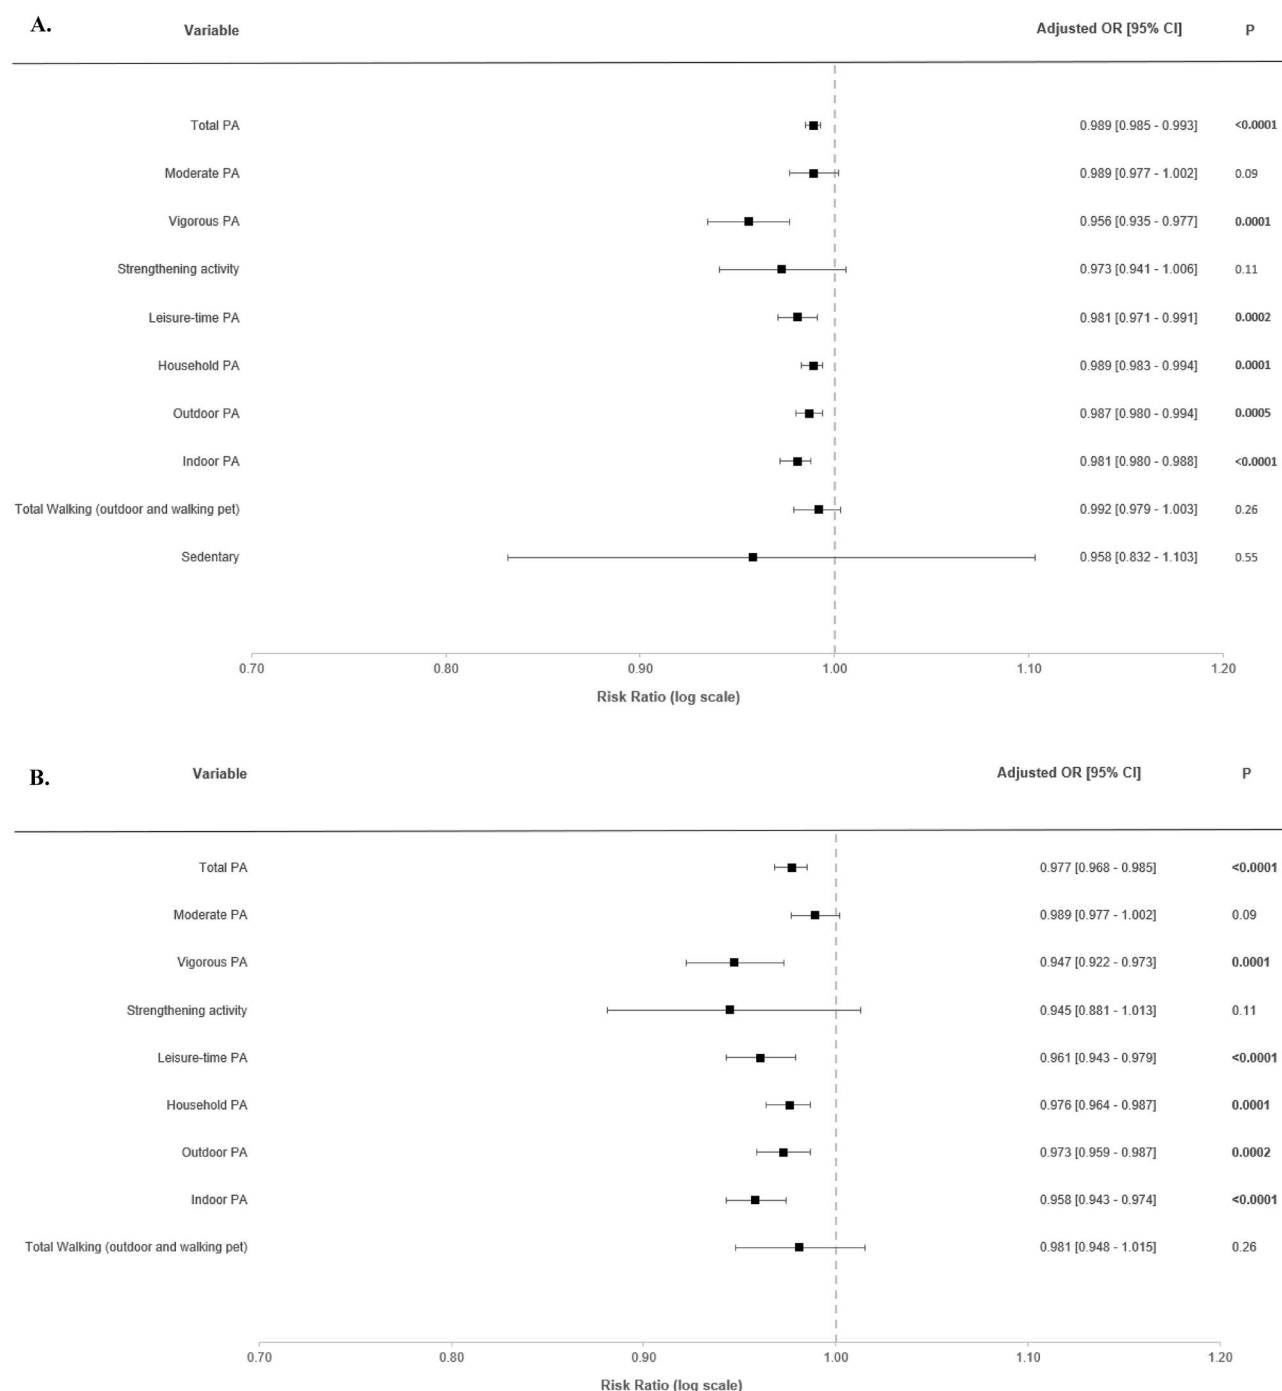 A. Variable Adjusted OR [95% CI] P
Total PA 0.989 [0.985 - 0.993] <0.0001
Moderate PA 0.989 [0.977 - 1.002] 0.09
Vigorous PA 0.956 [0.935 - 0.977] 0.0001
Strengthening activity 0.973 [0.941 - 1.006] 0.11
Leisure-time PA 0.981 [0.971 - 0.991] 0.0002
Household PA 0.989 [0.983 - 0.994] 0.0001
Outdoor PA 0.987 [0.980 - 0.994] 0.0005
Indoor PA 0.981 [0.980 - 0.988] <0.0001
Total Walking (outdoor and walking pet) 0.992 [0.979 - 1.003] 0.26
Sedentary 0.958 [0.832 - 1.103] 0.55
0.70 0.80 0.90 1.00 1.10 1.20
Risk Ratio (log scale)
B. Variable Adjusted OR [95% CI] P
Total PA 0.977 [0.968 - 0.985] <0.0001
Moderate PA 0.989 [0.977 - 1.002] 0.09
Vigorous PA 0.947 [0.922 - 0.973] 0.0001
Strengthening activity 0.945 [0.881 - 1.013] 0.11
Leisure-time PA 0.961 [0.943 - 0.979] <0.0001
Household PA 0.976 [0.964 - 0.987] 0.0001
Outdoor PA 0.973 [0.959 - 0.987] 0.0002
Indoor PA 0.958 [0.943 - 0.974] <0.0001
Total Walking (outdoor and walking pet) 0.981 [0.948 - 1.015] 0.26
0.70 0.80 0.90 1.00 1.10 1.20
Risk Ratio (log scale)